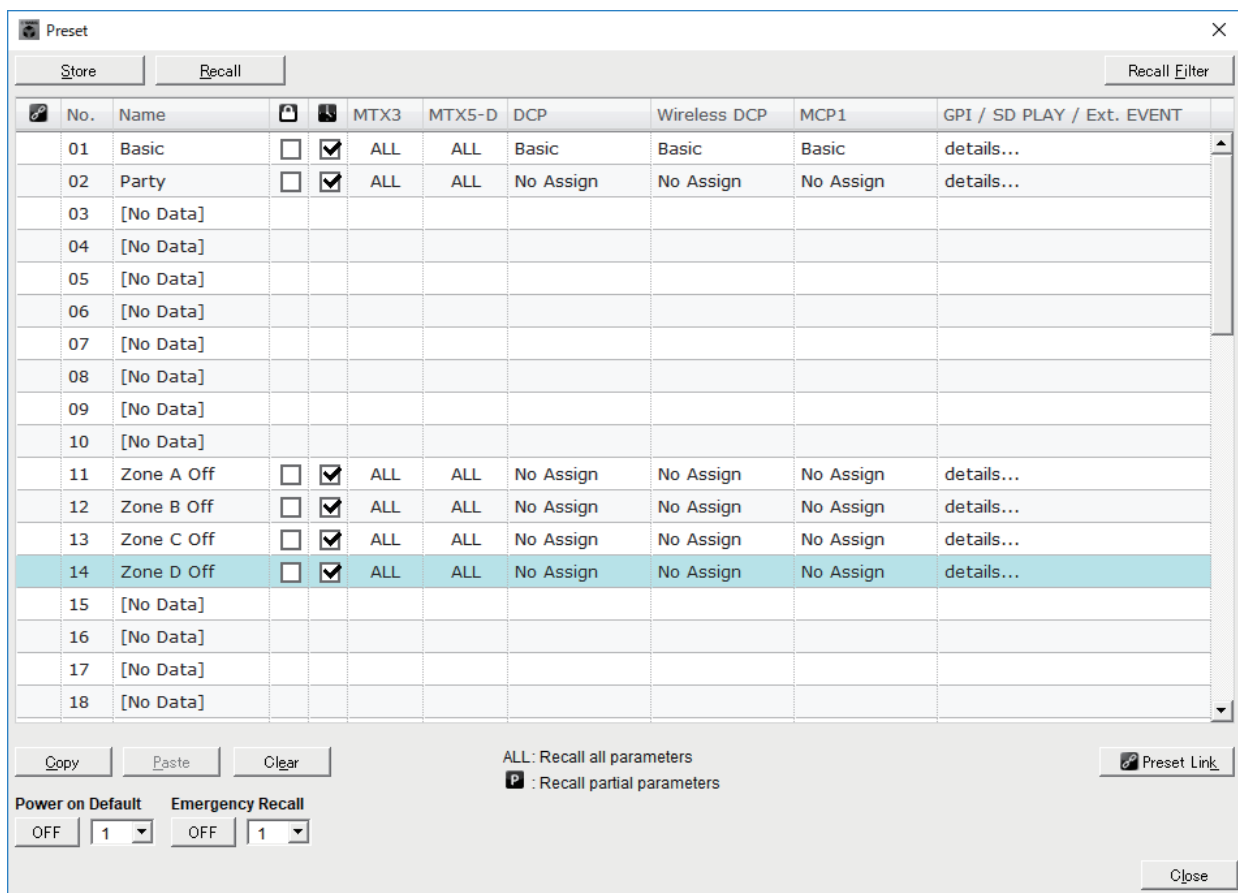 Preset
Store Recall Recall Filter
No. Name MTX3 MTX5-D DCP Wireless DCP MCP1 GPI / SD PLAY / Ext. EVENT
01 Basic ALL ALL Basic Basic Basic details...
02 Party ALL ALL No Assign No Assign No Assign details...
03 [No Data]
04 [No Data]
05 [No Data]
06 [No Data]
07 [No Data]
08 [No Data]
09 [No Data]
10 [No Data]
11 Zone A Off ALL ALL No Assign No Assign No Assign details...
12 Zone B Off ALL ALL No Assign No Assign No Assign details...
13 Zone C Off ALL ALL No Assign No Assign No Assign details...
14 Zone D Off ALL ALL No Assign No Assign No Assign details...
15 [No Data]
16 [No Data]
17 [No Data]
18 [No Data]
Copy Paste Clear ALL: Recall all parameters Preset Link
P : Recall partial parameters
Power on Default Emergency Recall
OFF 1 OFF 1
Close